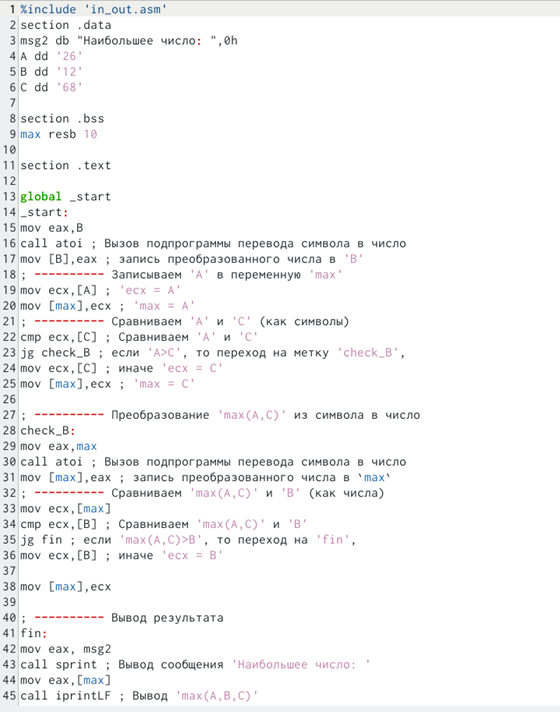 1 %include 'in_out.asm'
2 section .data
3 msg2 db "Наибольшее число: ",0h
4 A dd '26'
5 B dd '12'
6 C dd '68'
7
8 section .bss
9 max resb 10
10
11 section .text
12
13 global _start
14 _start:
15 mov eax,B
16 call atoi ; Вызов подпрограммы перевода символа в число
17 mov [B],eax ; запись преобразованного числа в 'B'
18 ; ---------- Записываем 'A' в переменную 'max'
19 mov ecx,[A] ; 'ecx = A'
20 mov [max],ecx ; 'max = A'
21 ; ---------- Сравниваем 'A' и 'C' (как символы)
22 cmp ecx,[C] ; Сравниваем 'A' и 'C'
23 jg check_B ; если 'A>C', то переход на метку 'check_B',
24 mov ecx,[C] ; иначе 'ecx = C'
25 mov [max],ecx ; 'max = C'
26
27 ; ---------- Преобразование 'max(A,C)' из символа в число
28 check_B:
29 mov eax,max
30 call atoi ; Вызов подпрограммы перевода символа в число
31 mov [max],eax ; запись преобразованного числа в `max`
32 ; ---------- Сравниваем 'max(A,C)' и 'B' (как числа)
33 mov ecx,[max]
34 cmp ecx,[B] ; Сравниваем 'max(A,C)' и 'B'
35 jg fin ; если 'max(A,C)>B', то переход на 'fin',
36 mov ecx,[B] ; иначе 'ecx = B'
37
38 mov [max],ecx
39
40 ; ---------- Вывод результата
41 fin:
42 mov eax, msg2
43 call sprint ; Вывод сообщения 'Наибольшее число: '
44 mov eax,[max]
45 call iprintLF ; Вывод 'max(A,B,C)'